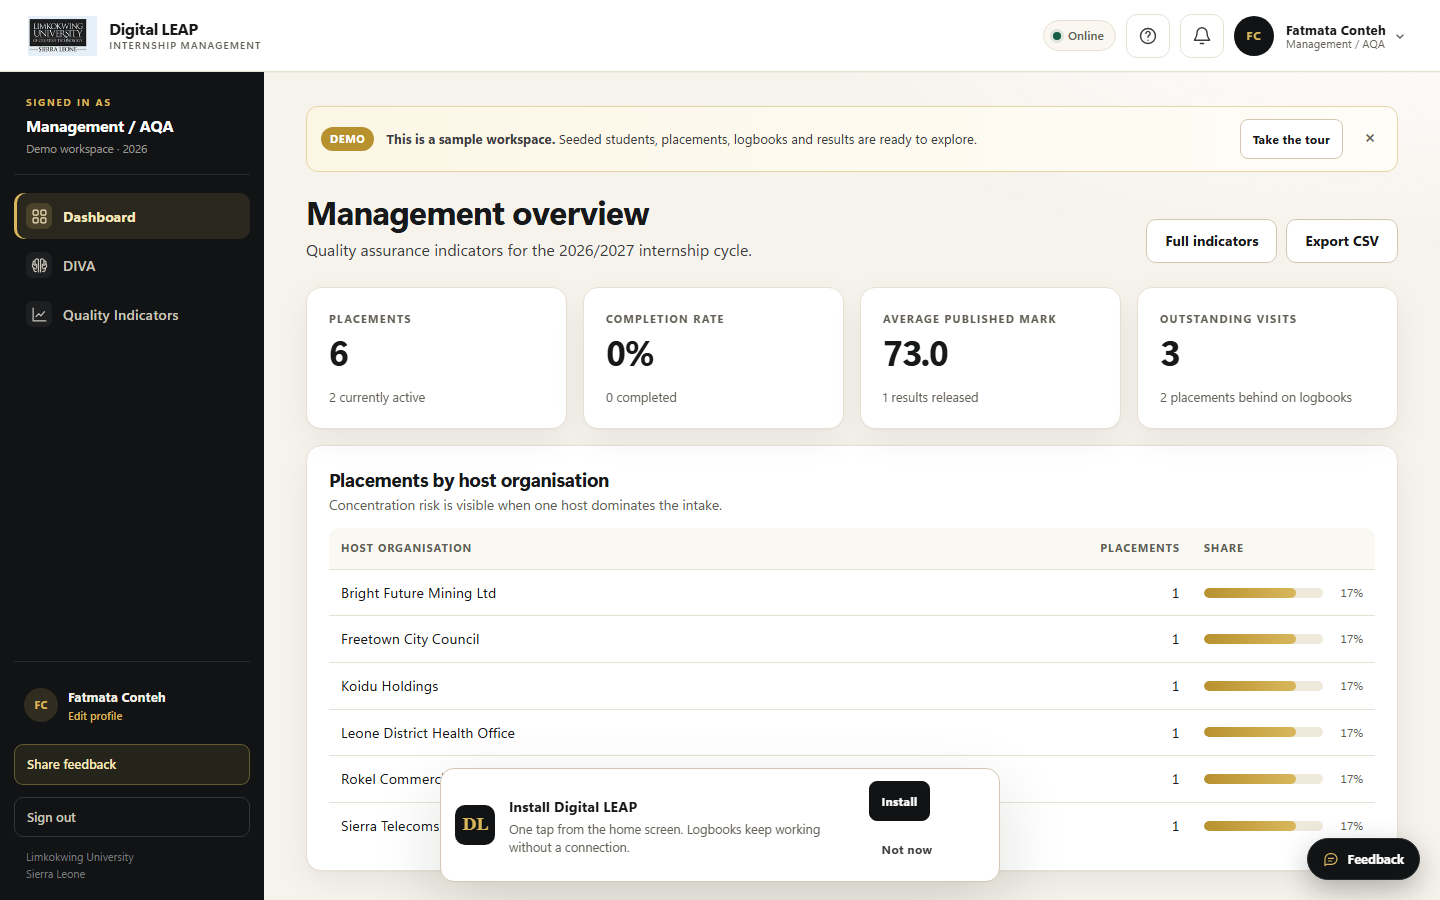 LIMKOKWING
UNIVERSITY
OF CREATIVE TECHNOLOGY
SIERRA LEONE
Digital LEAP
INTERNSHIP MANAGEMENT
Online
FC
Fatmata Conteh
Management / AQA
SIGNED IN AS
Management / AQA
Demo workspace · 2026
Dashboard
DIVA
Quality Indicators
FC
Fatmata Conteh
Edit profile
Share feedback
Sign out
Limkokwing University
Sierra Leone
DEMO
This is a sample workspace. Seeded students, placements, logbooks and results are ready to explore.
Take the tour
×
Management overview
Quality assurance indicators for the 2026/2027 internship cycle.
Full indicators
Export CSV
PLACEMENTS
6
2 currently active
COMPLETION RATE
0%
0 completed
AVERAGE PUBLISHED MARK
73.0
1 results released
OUTSTANDING VISITS
3
2 placements behind on logbooks
Placements by host organisation
Concentration risk is visible when one host dominates the intake.
HOST ORGANISATION PLACEMENTS SHARE
Bright Future Mining Ltd 1 17%
Freetown City Council 1 17%
Koidu Holdings 1 17%
Leone District Health Office 1 17%
Rokel 1 17%
Sierra Telecoms 1 17%
DL
Install Digital LEAP
One tap from the home screen. Logbooks keep working
without a connection.
Install
Not now
Feedback